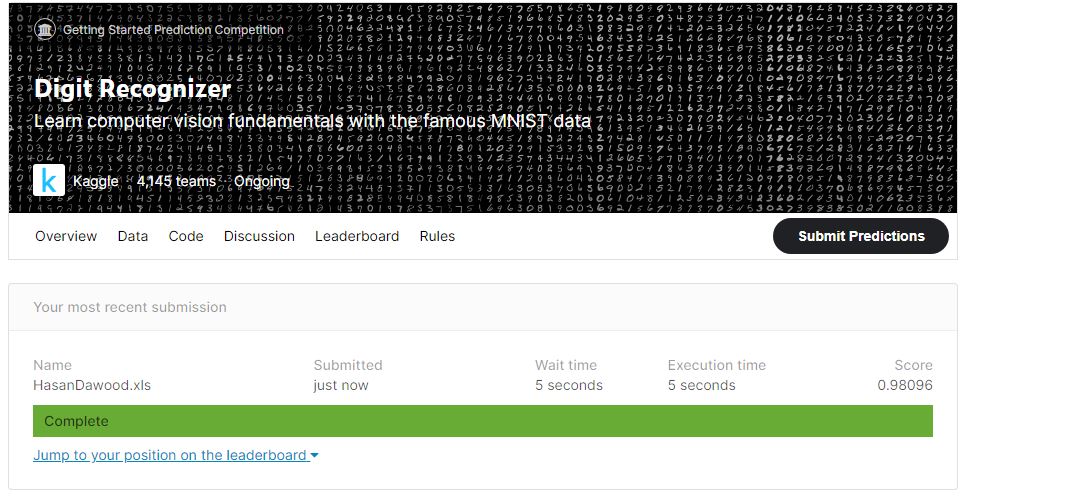 Getting Started Prediction Competition
Digit Recognizer
Learn computer vision fundamentals with the famous MNIST data
k Kaggle · 4,145 teams · Ongoing
Overview Data Code Discussion Leaderboard Rules Submit Predictions
Your most recent submission
Name Submitted Wait time Execution time Score
HasanDawood.xls just now 5 seconds 5 seconds 0.98096
Complete
Jump to your position on the leaderboard